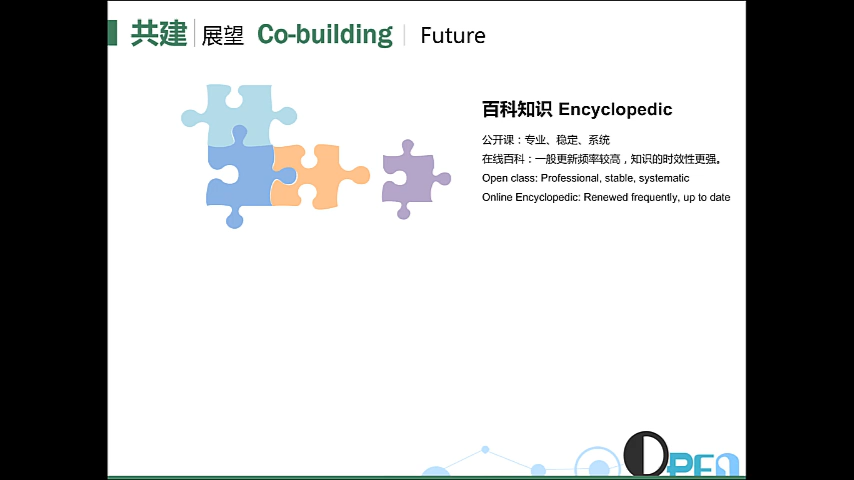 共建 展望 Co-building Future
百科知识 Encyclopedic
公开课：专业、稳定、系统
在线百科：一般更新频率较高，知识的时效性更强。
Open class: Professional, stable, systematic
Online Encyclopedic: Renewed frequently, up to date
OPEN